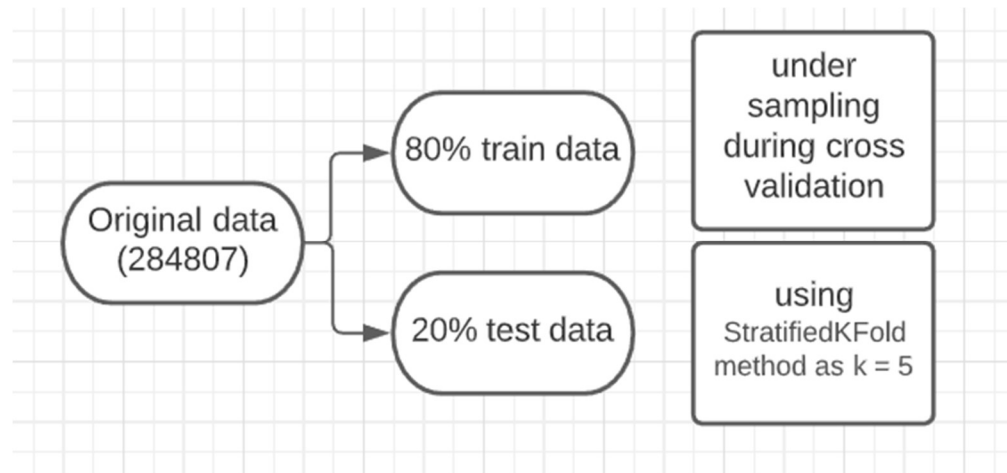 Original data
(284807)
80% train data
20% test data
under
sampling
during cross
validation
using
StratifiedKFold
method as k = 5